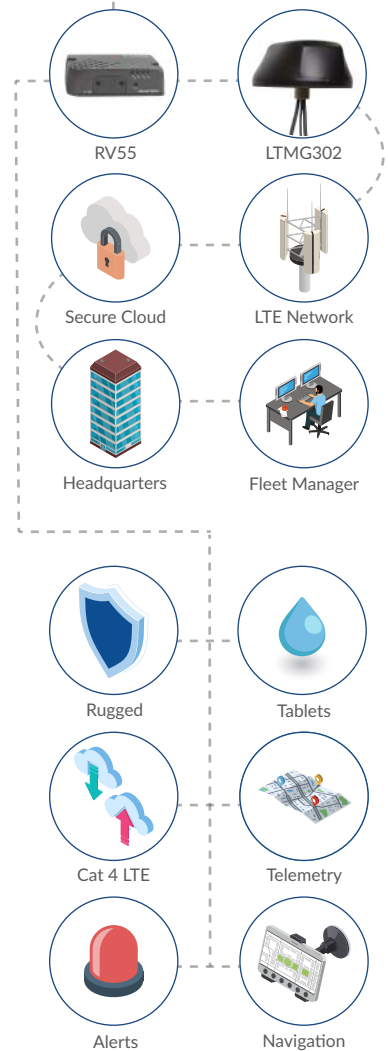 RV55
LTMG302
Secure Cloud
LTE Network
Headquarters
Fleet Manager
Rugged
Tablets
Cat 4 LTE
Telemetry
Alerts
Navigation